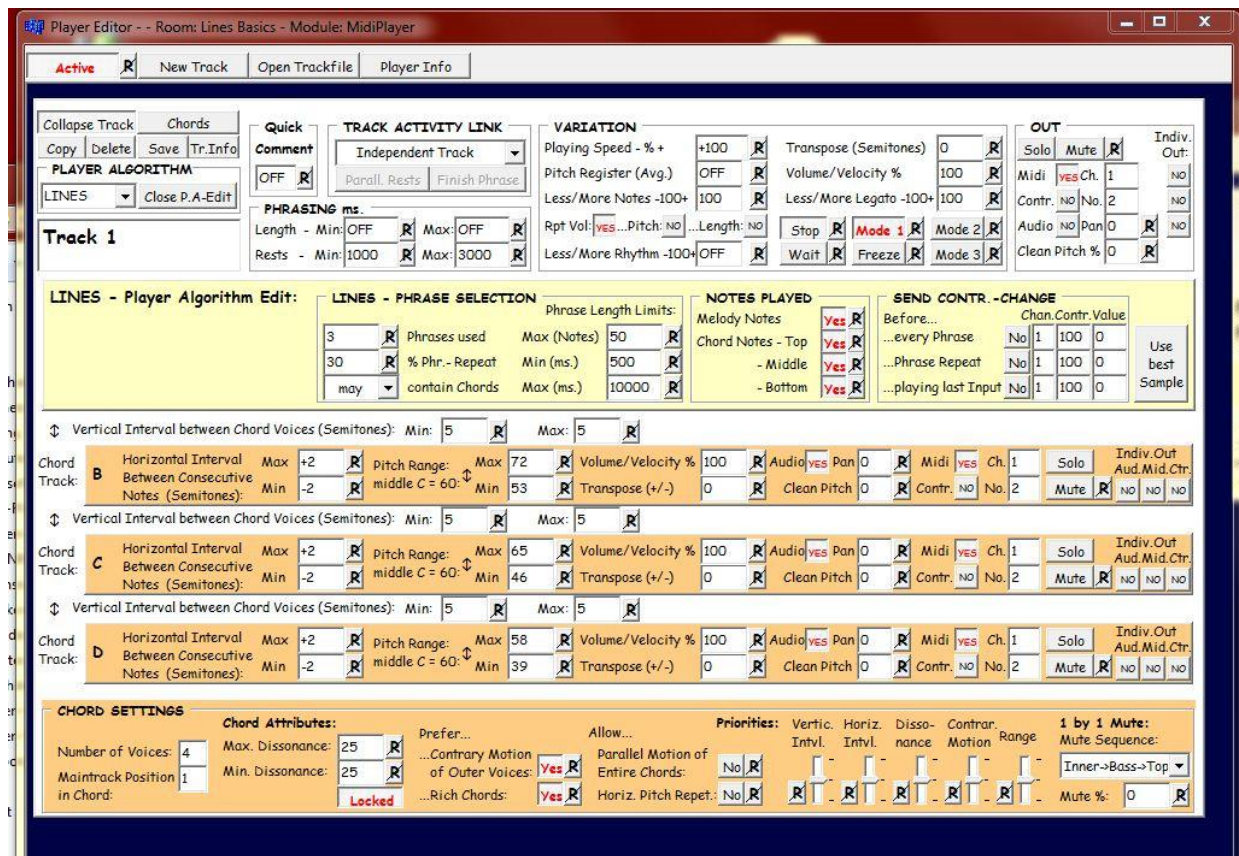 Player Editor - - Room: Lines Basics - Module: MidiPlayer
Active R New Track Open Trackfile Player Info
Collapse Track Chords
Copy Delete Save Tr.Info
PLAYER ALGORITHM
LINES Close P.A-Edit
Track 1
Quick
Comment
OFF R
TRACK ACTIVITY LINK
Independent Track
Parall. Rests Finish Phrase
PHRASING ms.
Length - Min: OFF R Max: OFF R
Rests - Min: 1000 R Max: 3000 R
VARIATION
Playing Speed - % + +100 R Transpose (Semitones) 0 R
Pitch Register (Avg.) OFF R Volume/Velocity % 100 R
Less/More Notes -100+ 100 R Less/More Legato -100+ 100 R
Rpt Vol: YES ...Pitch: NO ...Length: NO Stop R Mode 1 R Mode 2 R
Less/More Rhythm -100+ OFF R Wait R Freeze R Mode 3 R
OUT
Indiv.
Out:
Solo Mute R
Midi YES Ch. 1 NO
Contr. NO No. 2 NO
Audio NO Pan 0 R NO
Clean Pitch % 0 R
LINES - Player Algorithm Edit:
LINES - PHRASE SELECTION
Phrase Length Limits:
3 R Phrases used Max (Notes) 50 R
30 R % Phr.- Repeat Min (ms.) 500 R
may contain Chords Max (ms.) 10000 R
NOTES PLAYED
Melody Notes Yes R
Chord Notes - Top Yes R
- Middle Yes R
- Bottom Yes R
SEND CONTR.-CHANGE
Before... Chan.Contr.Value
...every Phrase No 1 100 0
...Phrase Repeat No 1 100 0
...playing last Input No 1 100 0
Use
best
Sample
↕ Vertical Interval between Chord Voices (Semitones): Min: 5 R Max: 5 R
Chord
Track:
B
Horizontal Interval
Between Consecutive
Notes (Semitones):
Max +2 R
Min -2 R
Pitch Range:
middle C = 60: ↕
Max 72 R
Min 53 R
Volume/Velocity % 100 R
Transpose (+/-) 0 R
Audio YES Pan 0 R
Clean Pitch 0 R
Midi YES Ch. 1
Contr. NO No. 2
Solo
Mute R
Indiv.Out
Aud.Mid.Ctr.
NO NO NO
↕ Vertical Interval between Chord Voices (Semitones): Min: 5 R Max: 5 R
Chord
Track:
C
Horizontal Interval
Between Consecutive
Notes (Semitones):
Max +2 R
Min -2 R
Pitch Range:
middle C = 60: ↕
Max 65 R
Min 46 R
Volume/Velocity % 100 R
Transpose (+/-) 0 R
Audio YES Pan 0 R
Clean Pitch 0 R
Midi YES Ch. 1
Contr. NO No. 2
Solo
Mute R
Indiv.Out
Aud.Mid.Ctr.
NO NO NO
↕ Vertical Interval between Chord Voices (Semitones): Min: 5 R Max: 5 R
Chord
Track:
D
Horizontal Interval
Between Consecutive
Notes (Semitones):
Max +2 R
Min -2 R
Pitch Range:
middle C = 60: ↕
Max 58 R
Min 39 R
Volume/Velocity % 100 R
Transpose (+/-) 0 R
Audio YES Pan 0 R
Clean Pitch 0 R
Midi YES Ch. 1
Contr. NO No. 2
Solo
Mute R
Indiv.Out
Aud.Mid.Ctr.
NO NO NO
CHORD SETTINGS
Number of Voices: 4
Maintrack Position 1
in Chord:
Chord Attributes:
Max. Dissonance: 25 R
Min. Dissonance: 25 R
Locked
Prefer...
...Contrary Motion
of Outer Voices: Yes R
...Rich Chords: Yes R
Allow...
Parallel Motion of
Entire Chords: No R
Horiz. Pitch Repet.: No R
Priorities:
Vertic.
Intvl.
Horiz.
Intvl.
Disso-
nance
Contrar.
Motion
Range
R R R R R
1 by 1 Mute:
Mute Sequence:
Inner->Bass->Top
Mute %: 0 R